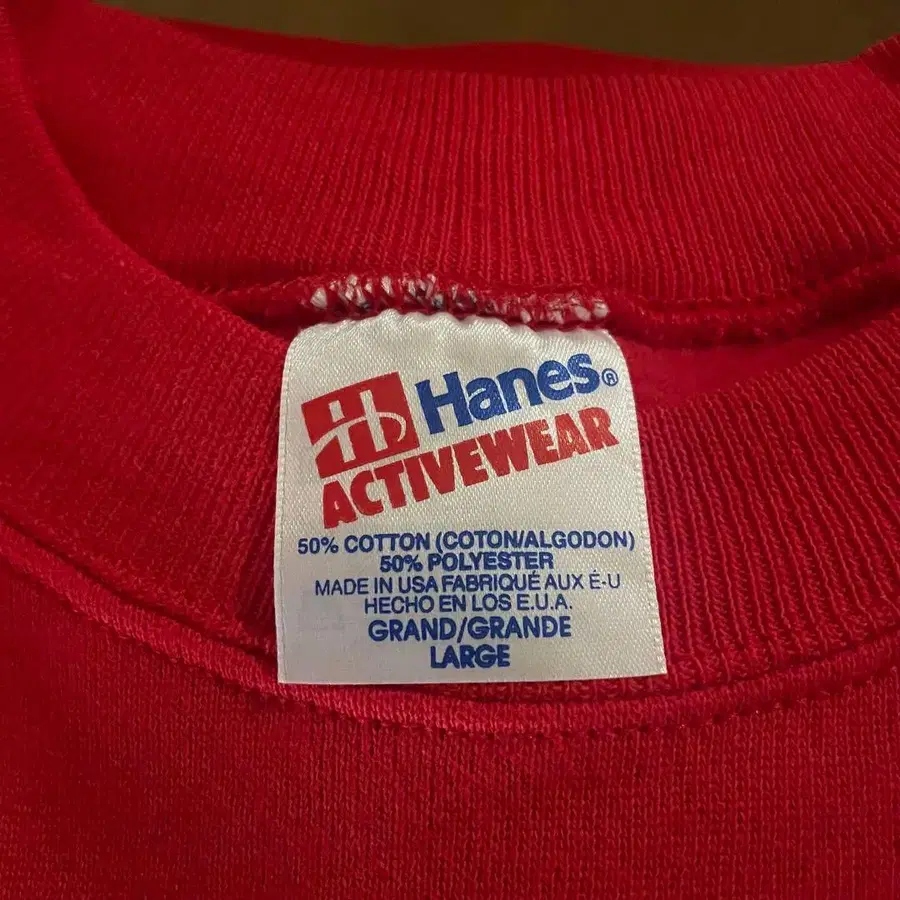 Hanes®
ACTIVEWEAR
50% COTTON (COTON/ALGODON)
50% POLYESTER
MADE IN USA FABRIQUÉ AUX É-U
HECHO EN LOS E.U.A.
GRAND/GRANDE
LARGE